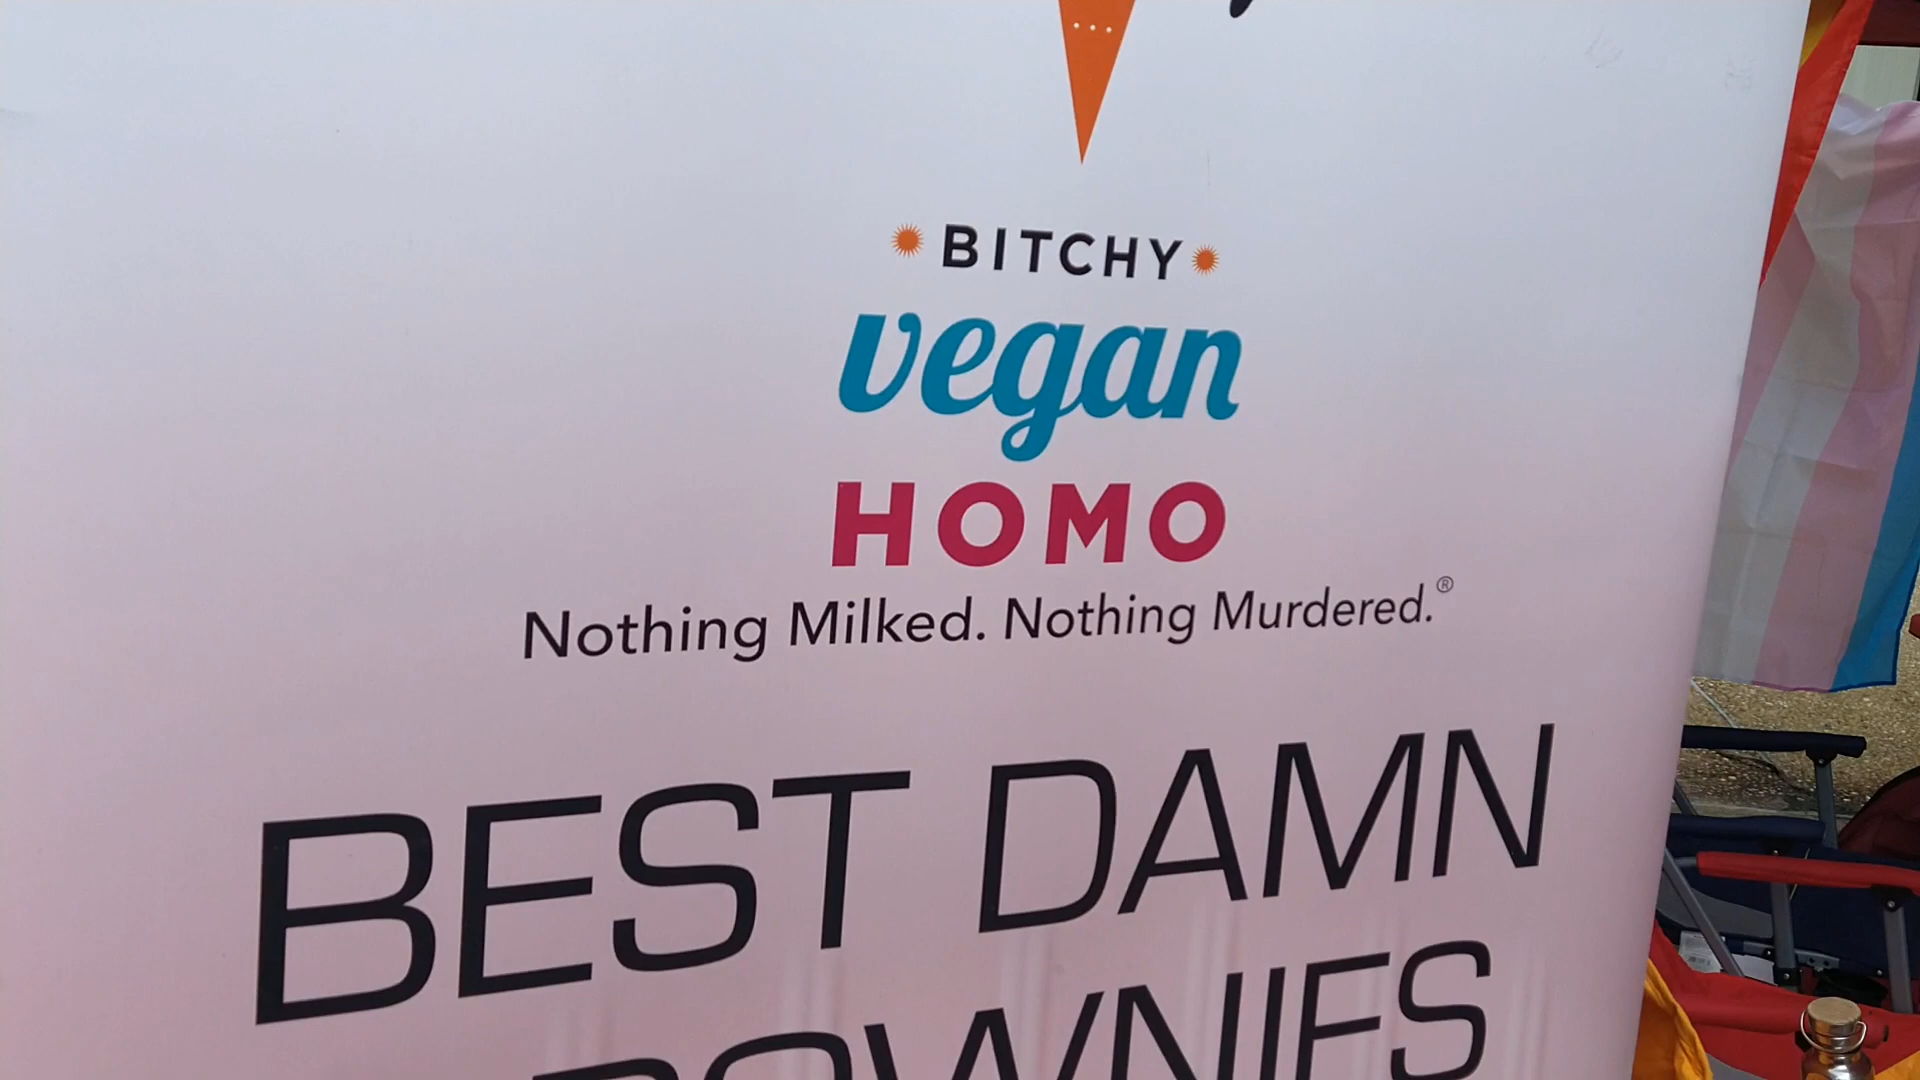 BITCHY
vegan
HOMO
Nothing Milked. Nothing Murdered.®
BEST DAMN